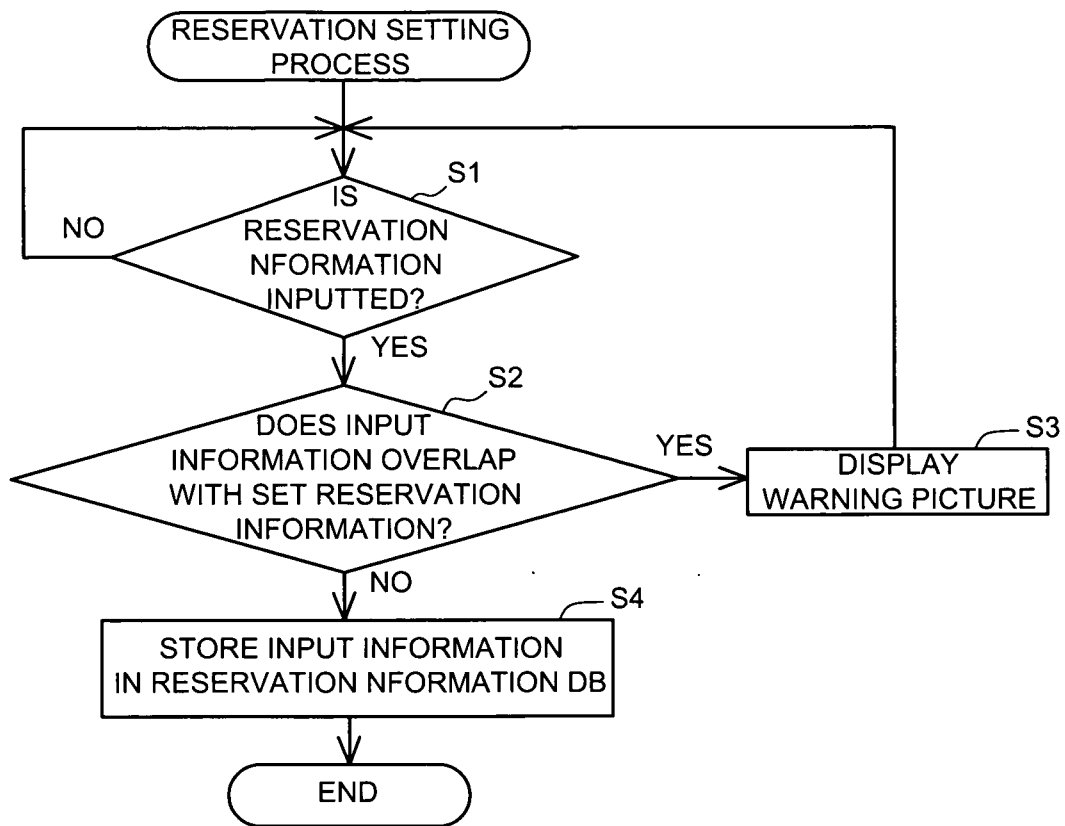 RESERVATION SETTING
PROCESS
S1
IS
RESERVATION
NFORMATION
INPUTTED?
NO
YES
S2
DOES INPUT
INFORMATION OVERLAP
WITH SET RESERVATION
INFORMATION?
YES
S3
DISPLAY
WARNING PICTURE
NO
S4
STORE INPUT INFORMATION
IN RESERVATION NFORMATION DB
END